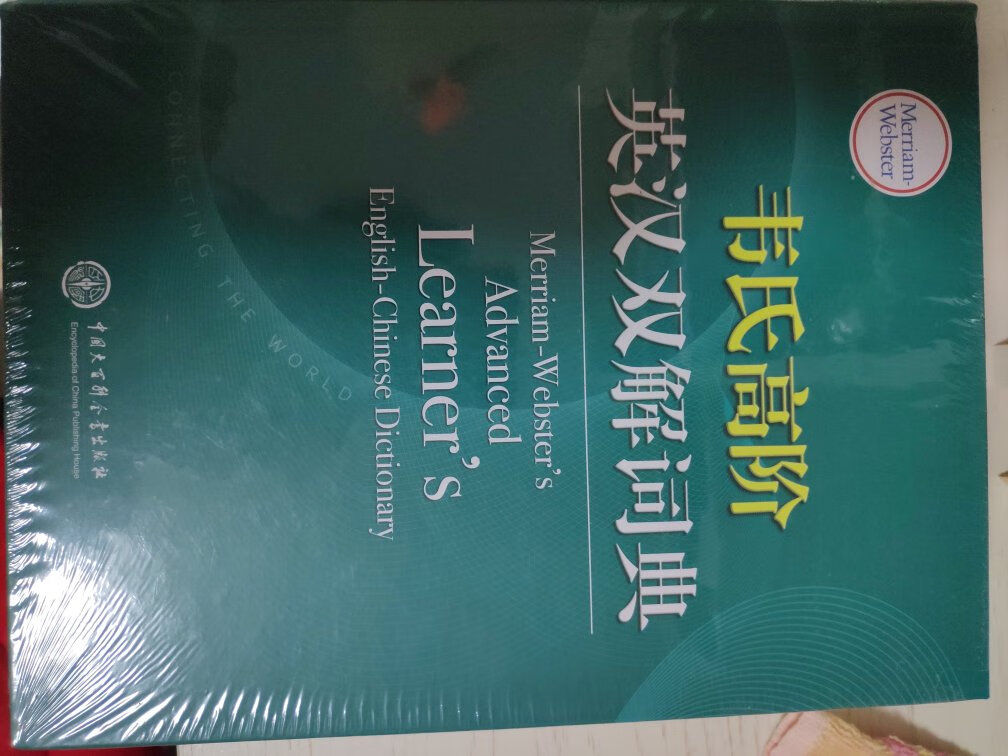 Merriam-
Webster
韦氏高阶
英汉双解词典
Merriam-Webster's
Advanced
Learner's
English-Chinese Dictionary
CONNECTING THE WORLD
中国大百科全书出版社
Encyclopedia of China Publishing House